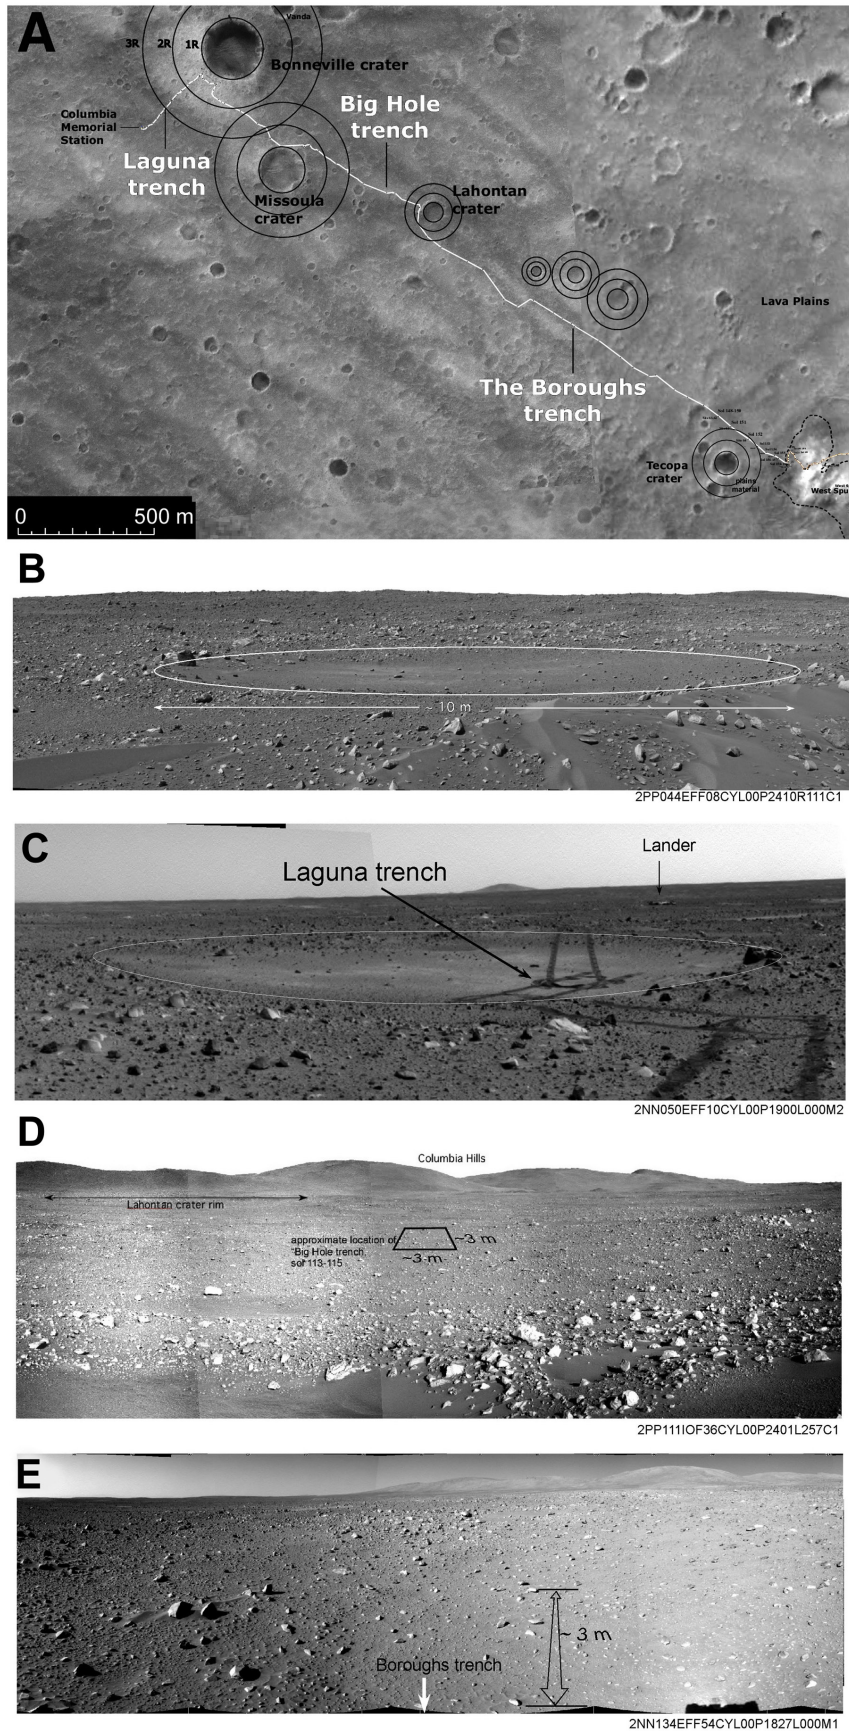 A
Vanda
3R 2R 1R
Bonneville crater
Big Hole
trench
Columbia
Memorial
Station
Laguna
trench
Missoula
crater
Lahontan
crater
Lava Plains
The Boroughs
trench
Tecopa
crater
plains
material
West Spu
0 500 m
B
~ 10 m
2PP044EFF08CYL00P2410R111C1
C
Lander
Laguna trench
2NN050EFF10CYL00P1900L000M2
D
Columbia Hills
Lahontan crater rim
approximate location of
"Big Hole trench
sol 113-115
~3 m
~3 m
2PP111IOF36CYL00P2401L257C1
E
~ 3 m
Boroughs trench
2NN134EFF54CYL00P1827L000M1